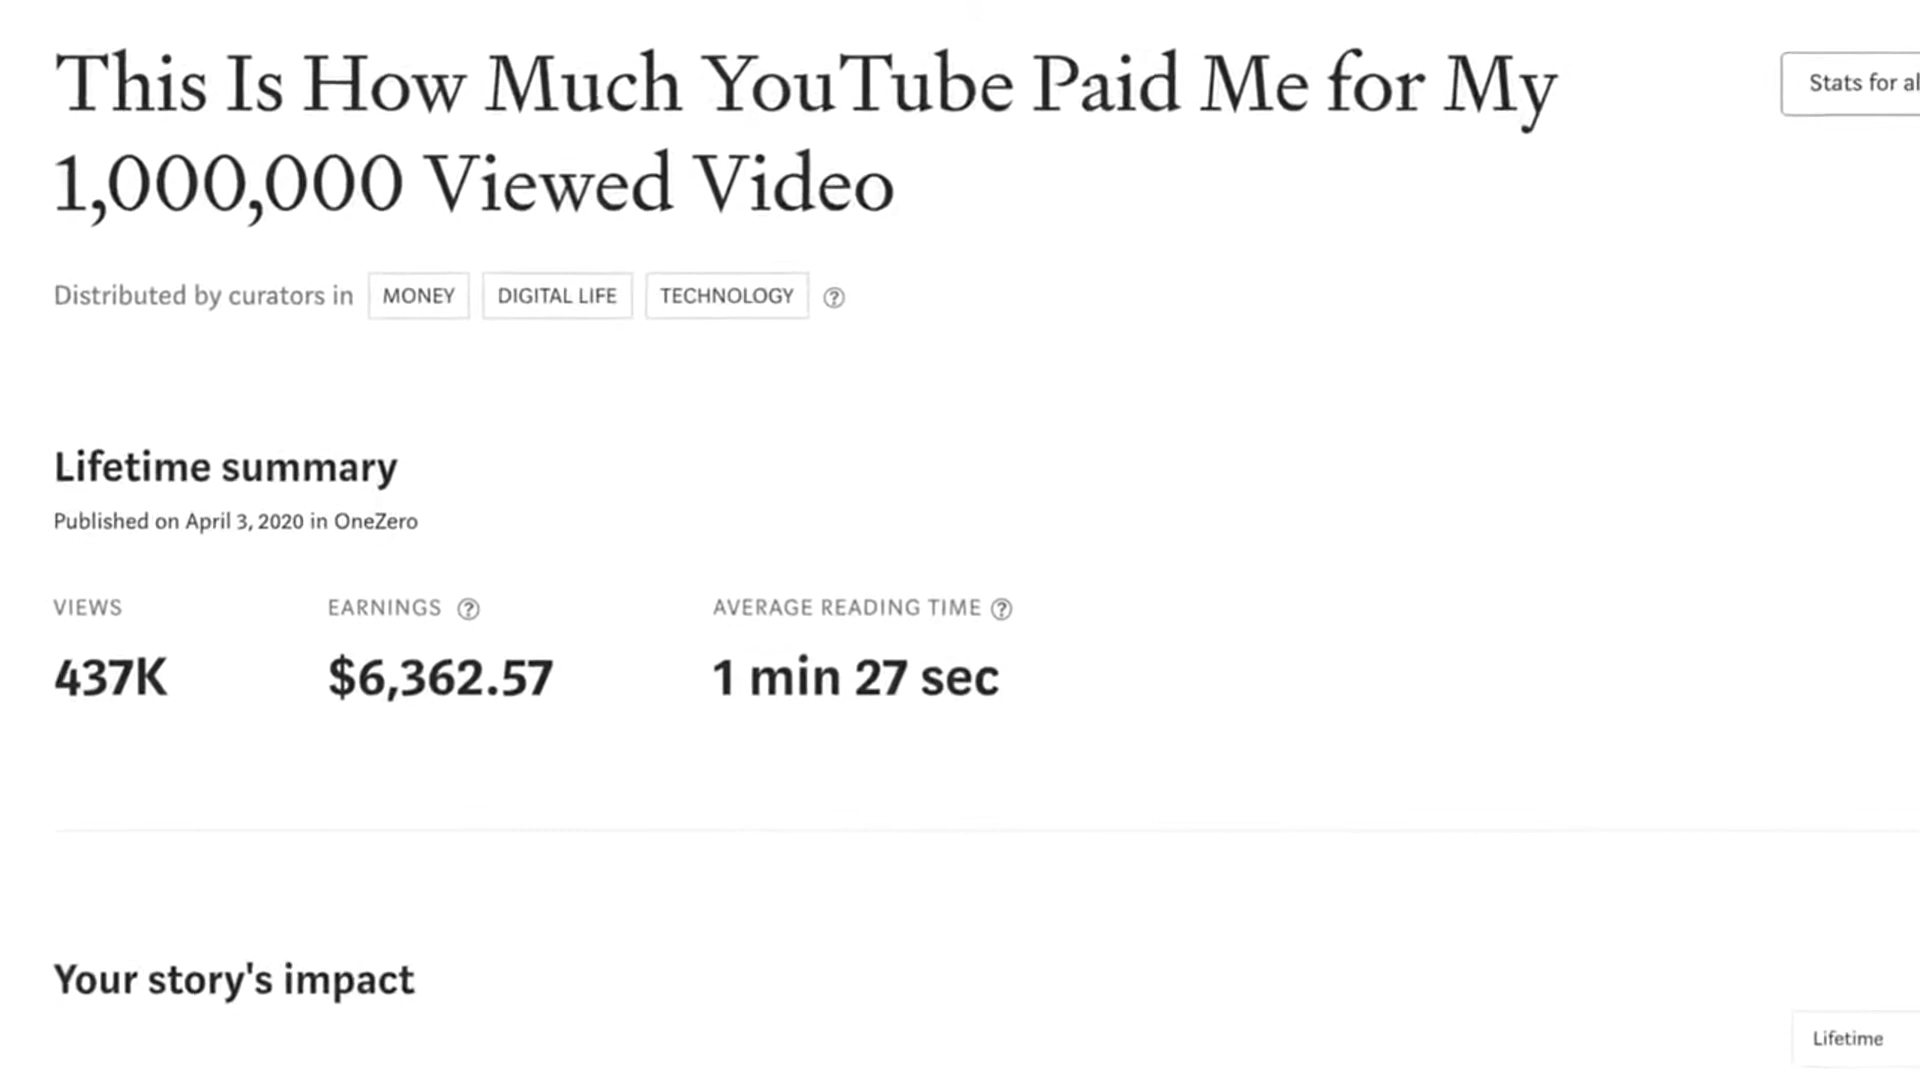 This Is How Much YouTube Paid Me for My
1,000,000 Viewed Video
Stats for
Distributed by curators in MONEY DIGITAL LIFE TECHNOLOGY ?
Lifetime summary
Published on April 3, 2020 in OneZero
VIEWS EARNINGS ? AVERAGE READING TIME ?
437K $6,362.57 1 min 27 sec
Your story's impact
Lifetime